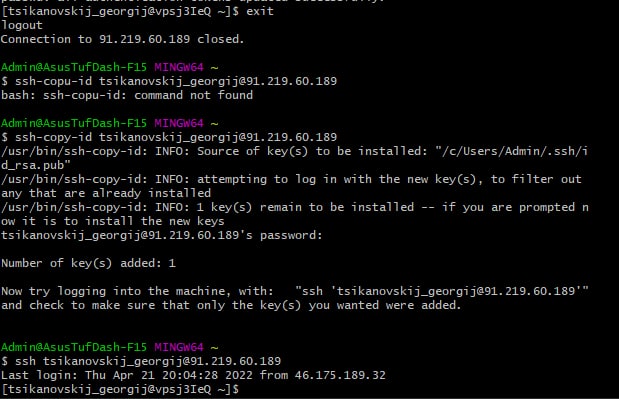 [tsikanovskij_georgij@vpsj3IeQ ~]$ exit
logout
Connection to 91.219.60.189 closed.
Admin@AsusTufDash-F15 MINGW64 ~
$ ssh-copu-id tsikanovskij_georgij@91.219.60.189
bash: ssh-copu-id: command not found
Admin@AsusTufDash-F15 MINGW64 ~
$ ssh-copy-id tsikanovskij_georgij@91.219.60.189
/usr/bin/ssh-copy-id: INFO: Source of key(s) to be installed: "/c/Users/Admin/.ssh/i
d_rsa.pub"
/usr/bin/ssh-copy-id: INFO: attempting to log in with the new key(s), to filter out
any that are already installed
/usr/bin/ssh-copy-id: INFO: 1 key(s) remain to be installed -- if you are prompted n
ow it is to install the new keys
tsikanovskij_georgij@91.219.60.189's password:
Number of key(s) added: 1
Now try logging into the machine, with:   "ssh 'tsikanovskij_georgij@91.219.60.189'"
and check to make sure that only the key(s) you wanted were added.
Admin@AsusTufDash-F15 MINGW64 ~
$ ssh tsikanovskij_georgij@91.219.60.189
Last login: Thu Apr 21 20:04:28 2022 from 46.175.189.32
[tsikanovskij_georgij@vpsj3IeQ ~]$